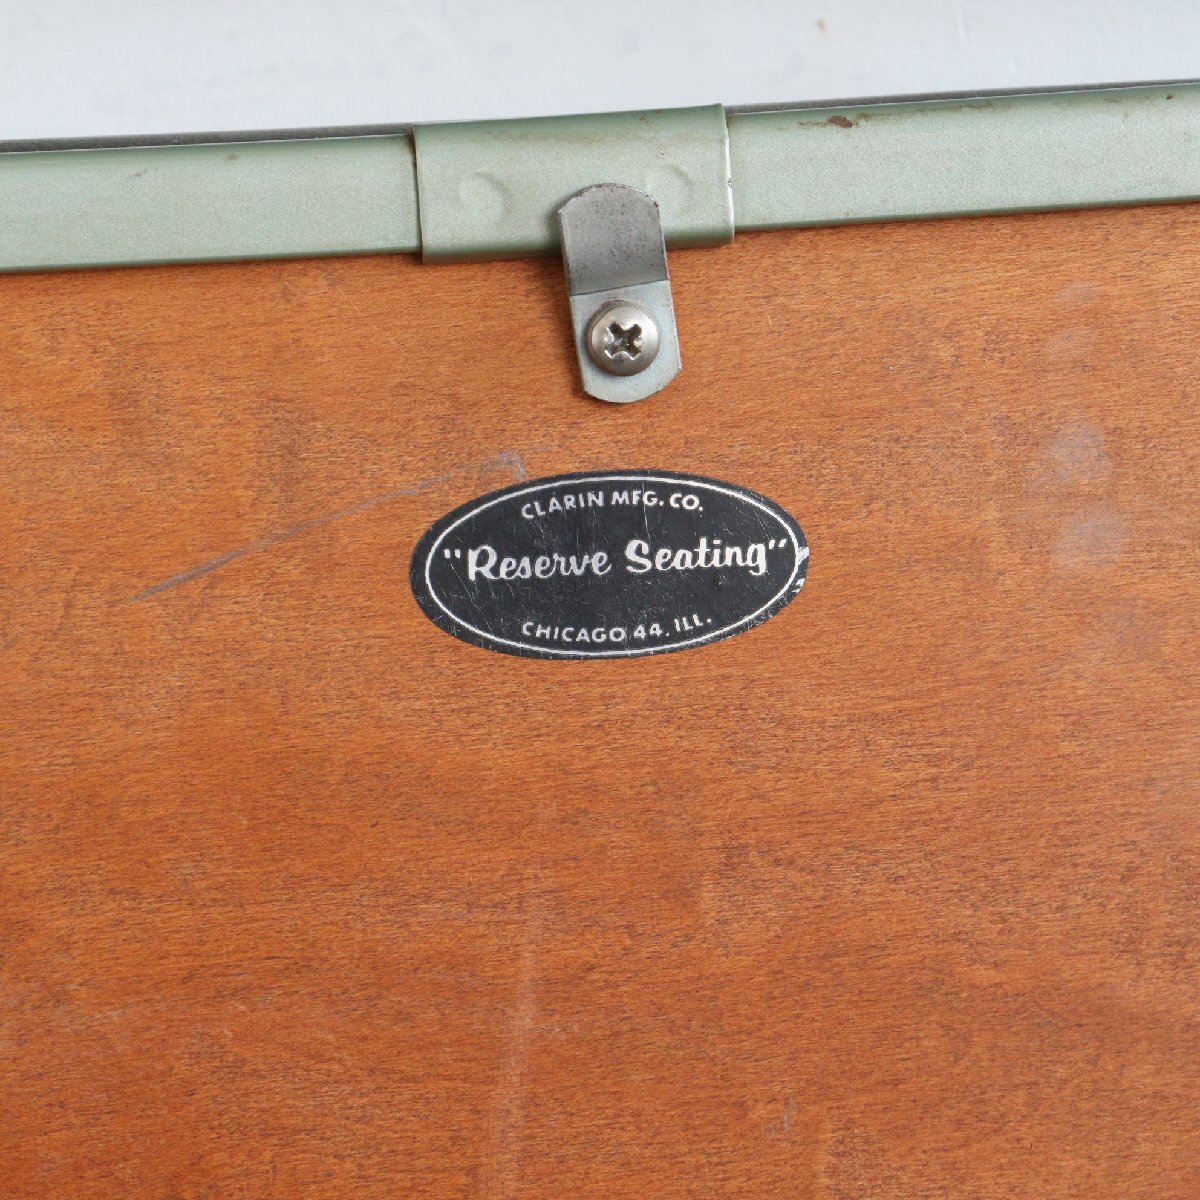 CLARIN MFG. CO.
"Reserve Seating"
CHICAGO 44, ILL.